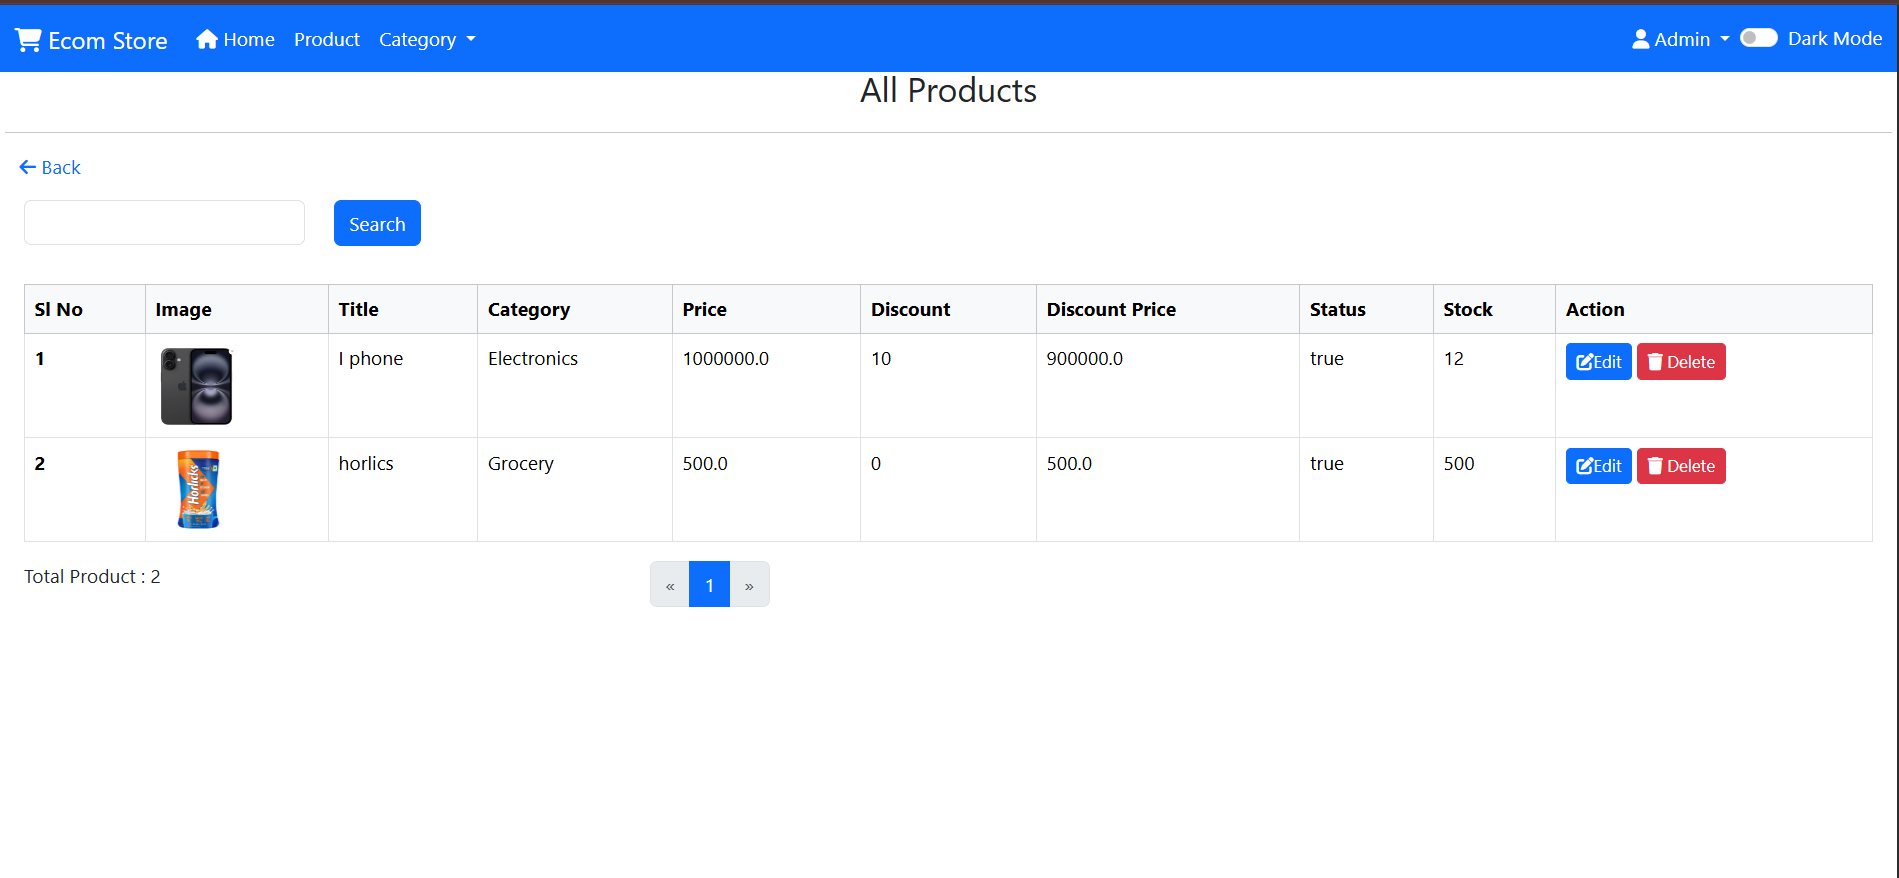 Ecom Store Home Product Category Admin Dark Mode
All Products
Back
Search
Sl No Image Title Category Price Discount Discount Price Status Stock Action
1 I phone Electronics 1000000.0 10 900000.0 true 12 Edit Delete
2 Horlicks horlics Grocery 500.0 0 500.0 true 500 Edit Delete
Total Product : 2 « 1 »